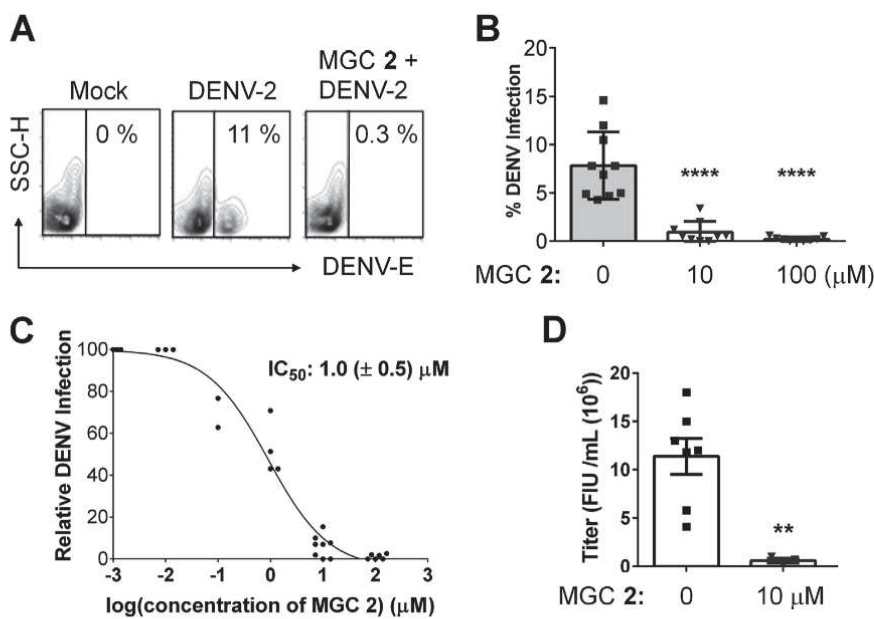 A
Mock
DENV-2
MGC 2 +
DENV-2
0 %
11 %
0.3 %
SSC-H
DENV-E
B
% DENV Infection
20
15
10
5
0
****
****
MGC 2: 0 10 100 (μM)
C
Relative DENV Infection
100
80
60
40
20
0
IC50: 1.0 (± 0.5) μM
-3 -2 -1 0 1 2 3
log(concentration of MGC 2) (μM)
D
Titer (FIU /mL (10^6))
20
15
10
5
0
**
MGC 2: 0 10 μM